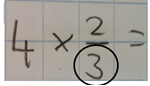 4 × 2/3 =